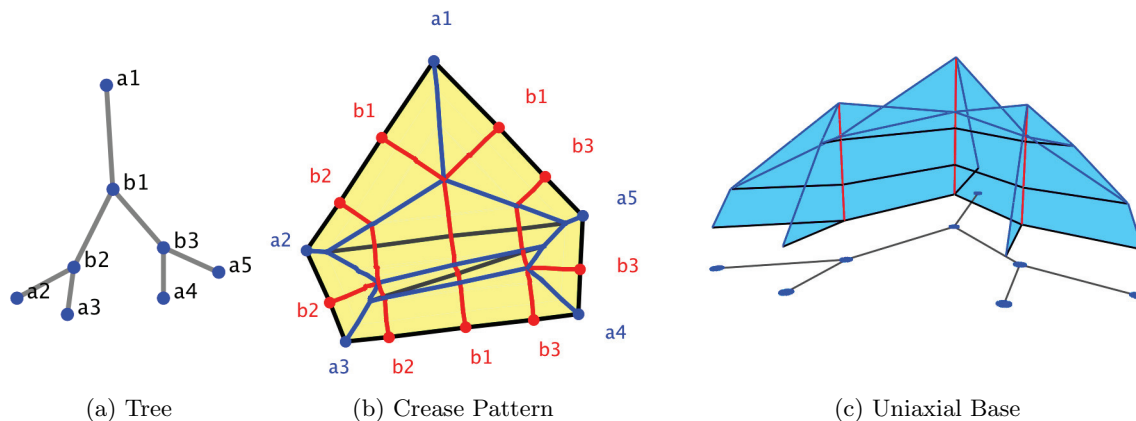 a1
b1
b2
b3
a2
a3
a4
a5
(a) Tree
a1
b1
b1
b3
b2
a5
a2
b3
b2
a4
a3
b2
b1
b3
(b) Crease Pattern
(c) Uniaxial Base